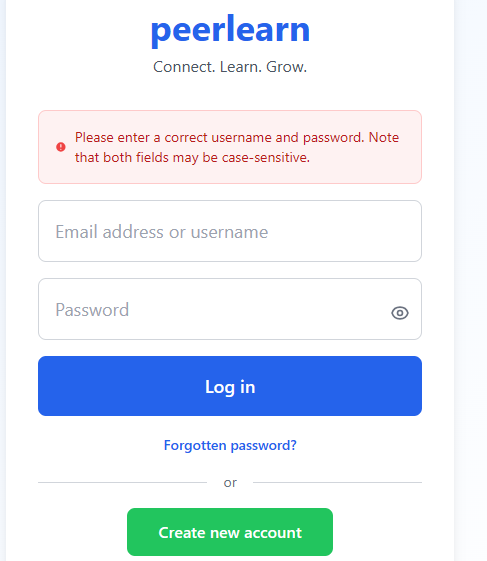 peerlearn
Connect. Learn. Grow.
Please enter a correct username and password. Note
that both fields may be case-sensitive.
Email address or username
Password
Log in
Forgotten password?
or
Create new account